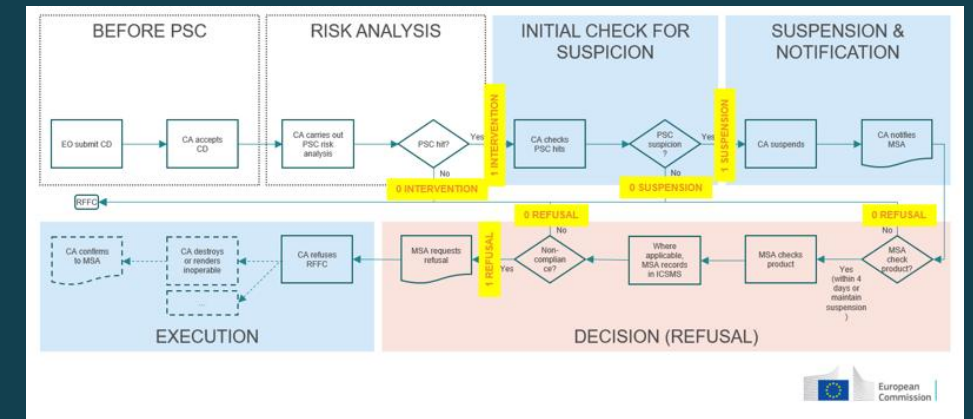 BEFORE PSC
RISK ANALYSIS
INITIAL CHECK FOR
SUSPICION
SUSPENSION &
NOTIFICATION
EO submit CD
CA accepts
CD
CA carries out
PSC risk
analysis
PSC hit?
Yes
No
1 INTERVENTION
0 INTERVENTION
CA checks
PSC hits
PSC
suspicion
?
Yes
No
1 SUSPENSION
0 SUSPENSION
CA suspends
CA notifies
MSA
RFFC
CA confirms
to MSA
CA destroys
or renders
inoperable
...
CA refuses
RFFC
EXECUTION
MSA requests
refusal
1 REFUSAL
Yes
0 REFUSAL
No
Non-
complian
ce?
Where
applicable,
MSA records
in ICSMS
MSA checks
product
Yes
(within 4
days or
maintain
suspension
)
0 REFUSAL
No
MSA
check
product?
DECISION (REFUSAL)
European
Commission